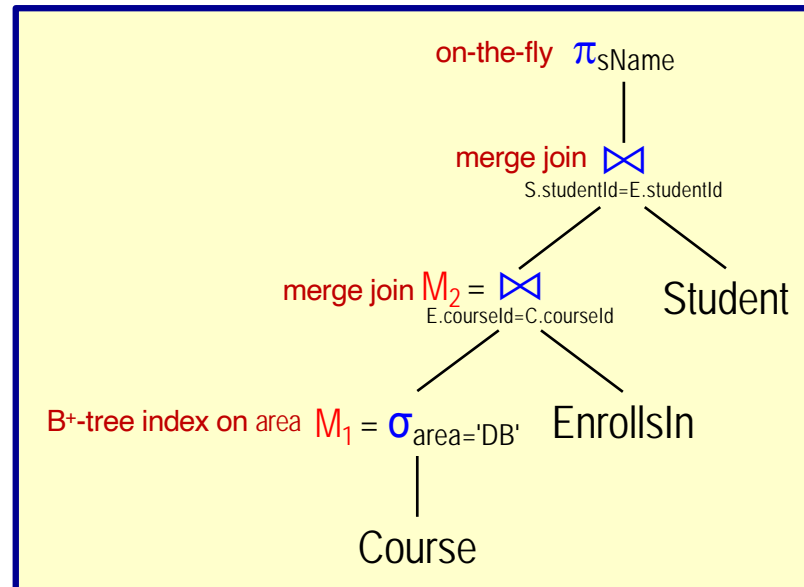 on-the-fly πsName
merge join ⋈
S.studentId=E.studentId
merge join M2 = ⋈
E.courseId=C.courseId
Student
B+-tree index on area M1 = σarea='DB'
EnrollsIn
Course